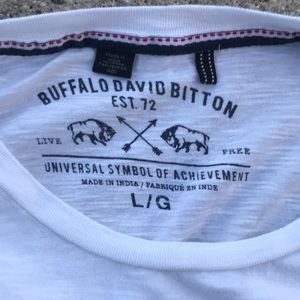 BUFFALO DAVID BITTON
EST. 72
LIVE FREE
UNIVERSAL SYMBOL OF ACHIEVEMENT
MADE IN INDIA / FABRIQUÉ EN INDE
L/G